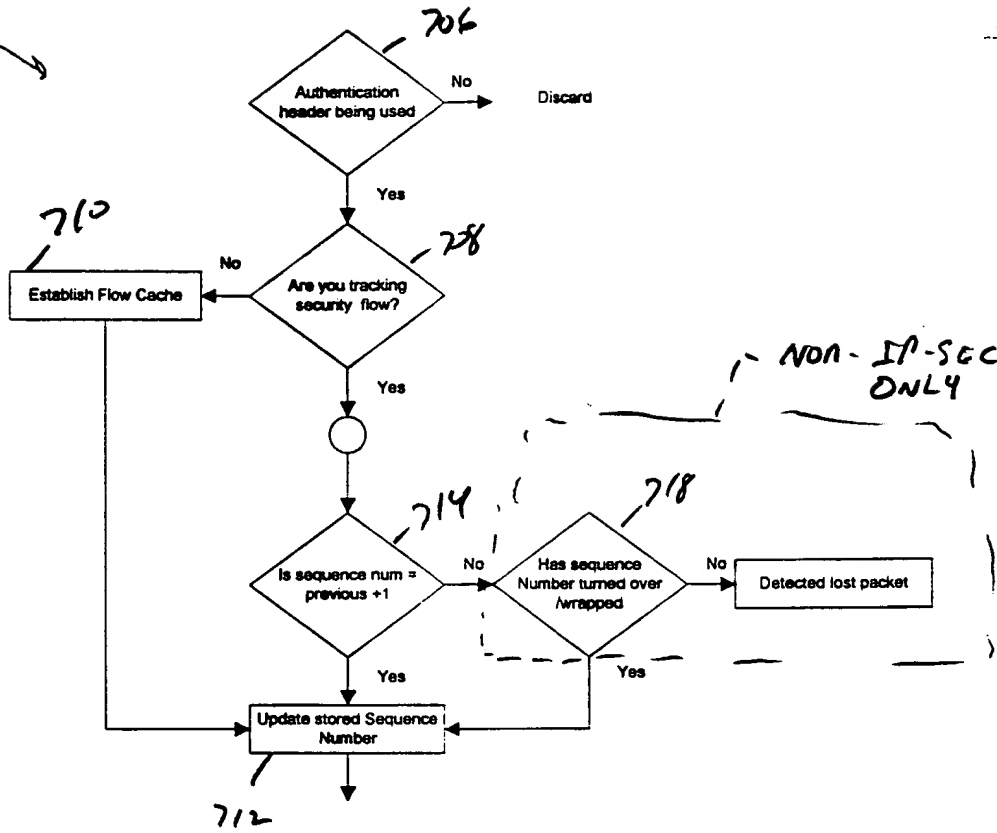 706
Authentication
header being used
No
Discard
Yes
710
708
No
Establish Flow Cache
Are you tracking
security flow?
Yes
NON-IP-SEC
ONLY
714
718
Is sequence num =
previous +1
No
Has sequence
Number turned over
/wrapped
No
Detected lost packet
Yes
Yes
Update stored Sequence
Number
712